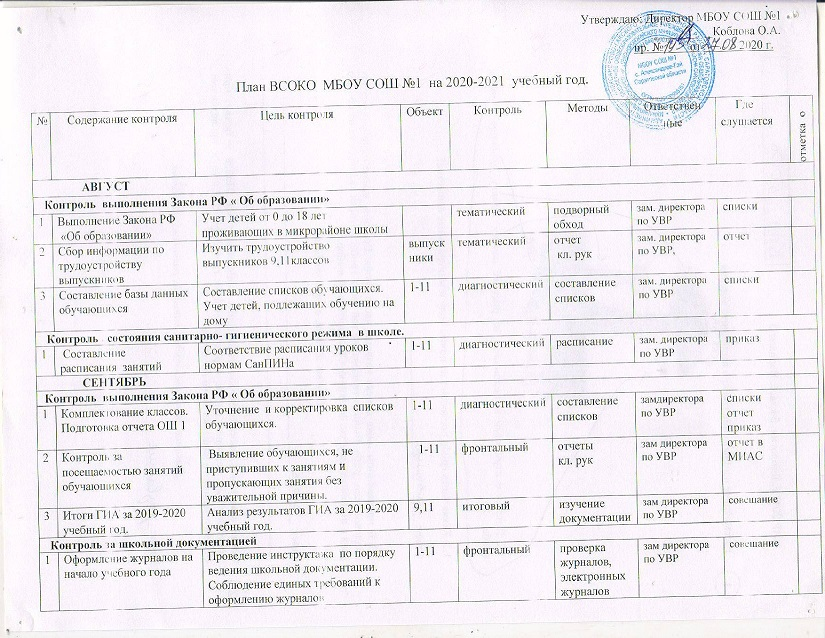 Утверждаю: Директор МБОУ СОШ №1
Коблова О.А.
пр. № от 27.08 2020 г.
МБОУ СОШ №1
с. Александров-Гай
Саратовской области
План ВСОКО МБОУ СОШ №1 на 2020-2021 учебный год.
№ Содержание контроля Цель контроля Объект Контроль Методы Ответствен Где отметка о
ные слушается
АВГУСТ
Контроль выполнения Закона РФ « Об образовании»
1 Выполнение Закона РФ Учет детей от 0 до 18 лет тематический подворный зам. директора списки
«Об образовании» проживающих в микрорайоне школы обход по УВР
2 Сбор информации по Изучить трудоустройство выпуск тематический отчет зам. директора отчет
трудоустройству выпускников 9,11классов ники кл. рук по УВР,
выпускников
3 Составление базы данных Составление списков обучающихся. 1-11 диагностический составление зам. директора списки
обучающихся Учет детей, подлежащих обучению на списков по УВР
дому
Контроль состояния санитарно- гигиенического режима в школе.
1 Составление Соответствие расписания уроков 1-11 диагностический расписание зам. директора приказ
расписания занятий нормам СанПИНа по УВР
СЕНТЯБРЬ
Контроль выполнения Закона РФ « Об образовании»
1 Комплектование классов. Уточнение и корректировка списков 1-11 диагностический составление замдиректора списки
Подготовка отчета ОШ 1 обучающихся. списков по УВР отчет
приказ
2 Контроль за Выявление обучающихся, не 1-11 фронтальный отчеты зам директора отчет в
посещаемостью занятий приступивших к занятиям и кл. рук по УВР МИАС
обучающихся пропускающих занятия без
уважительной причины.
3 Итоги ГИА за 2019-2020 Анализ результатов ГИА за 2019-2020 9,11 итоговый изучение зам директора совещание
учебный год. учебный год. документации по УВР
Контроль за школьной документацией
1 Оформление журналов на Проведение инструктажа по порядку 1-11 фронтальный проверка зам директора совещание
начало учебного года ведения школьной документации. журналов, по УВР
Соблюдение единых требований к электронных
оформлению журналов журналов